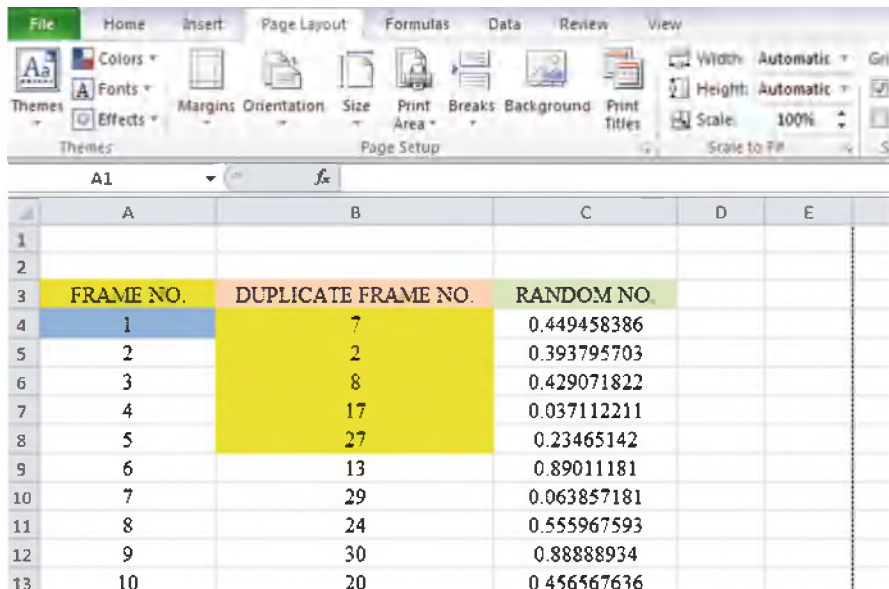 File Home Insert Page Layout Formulas Data Review View
Colors Width: Automatic
Aa A Fonts Height: Automatic
Themes Effects Margins Orientation Size Print Area Breaks Background Print Titles Scale: 100%
Themes Page Setup Scale to Fit
A1 fx
A B C D E
1
2
3 FRAME NO. DUPLICATE FRAME NO. RANDOM NO.
4 1 7 0.449458386
5 2 2 0.393795703
6 3 8 0.429071822
7 4 17 0.037112211
8 5 27 0.23465142
9 6 13 0.89011181
10 7 29 0.063857181
11 8 24 0.555967593
12 9 30 0.88888934
13 10 20 0.456567636